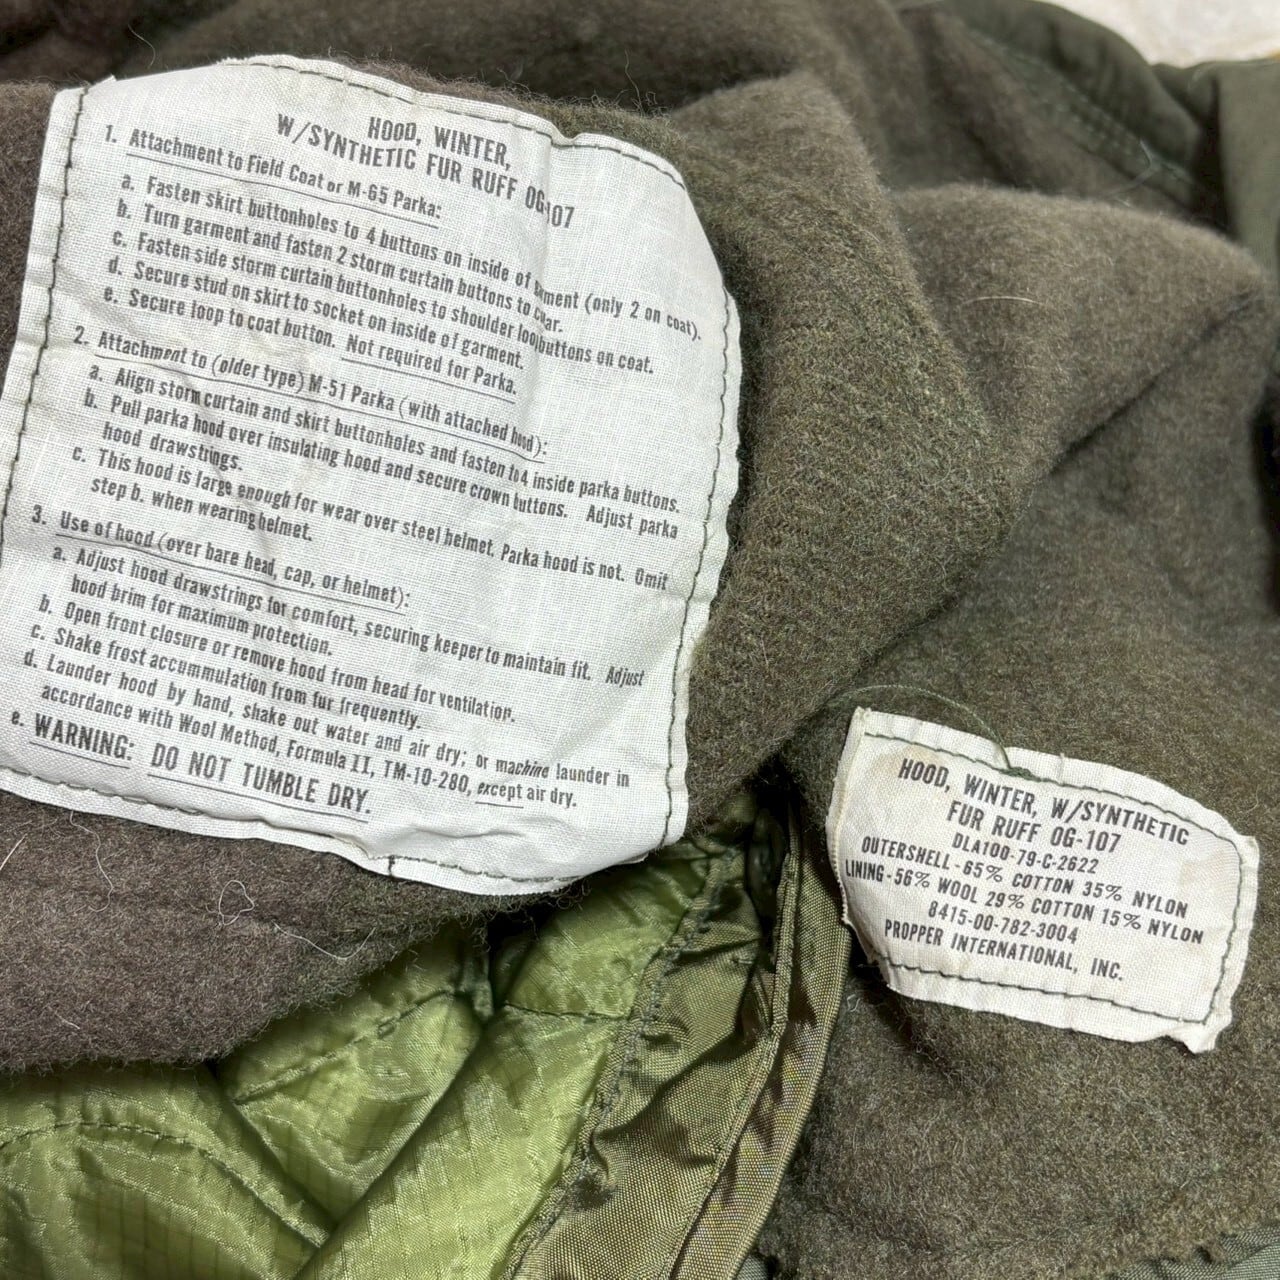 HOOD, WINTER,
W/SYNTHETIC FUR RUFF OG-107
1. Attachment to Field Coat or M-65 Parka:
a. Fasten skirt buttonholes to 4 buttons on inside of garment (only 2 on coat).
b. Turn garment and fasten 2 storm curtain buttons to collar.
c. Fasten side storm curtain buttonholes to shoulder loop buttons on coat.
d. Secure stud on skirt to socket on inside of garment.
e. Secure loop to coat button. Not required for Parka.
2. Attachment to (older type) M-51 Parka (with attached hood):
a. Align storm curtain and skirt buttonholes and fasten to 4 inside parka buttons.
b. Pull parka hood over insulating hood and secure crown buttons. Adjust parka
hood drawstrings.
c. This hood is large enough for wear over steel helmet. Parka hood is not. Omit
step b. when wearing helmet.
3. Use of hood (over bare head, cap, or helmet):
a. Adjust hood drawstrings for comfort, securing keeper to maintain fit. Adjust
hood brim for maximum protection.
b. Open front closure or remove hood from head for ventilation.
c. Shake frost accummulation from fur frequently.
d. Launder hood by hand, shake out water and air dry; or machine launder in
accordance with Wool Method, Formula II, TM-10-280, except air dry.
e. WARNING: DO NOT TUMBLE DRY.
HOOD, WINTER, W/SYNTHETIC
FUR RUFF OG-107
DLA100-79-C-2622
OUTERSHELL-65% COTTON 35% NYLON
LINING-56% WOOL 29% COTTON 15% NYLON
8415-00-782-3004
PROPPER INTERNATIONAL, INC.